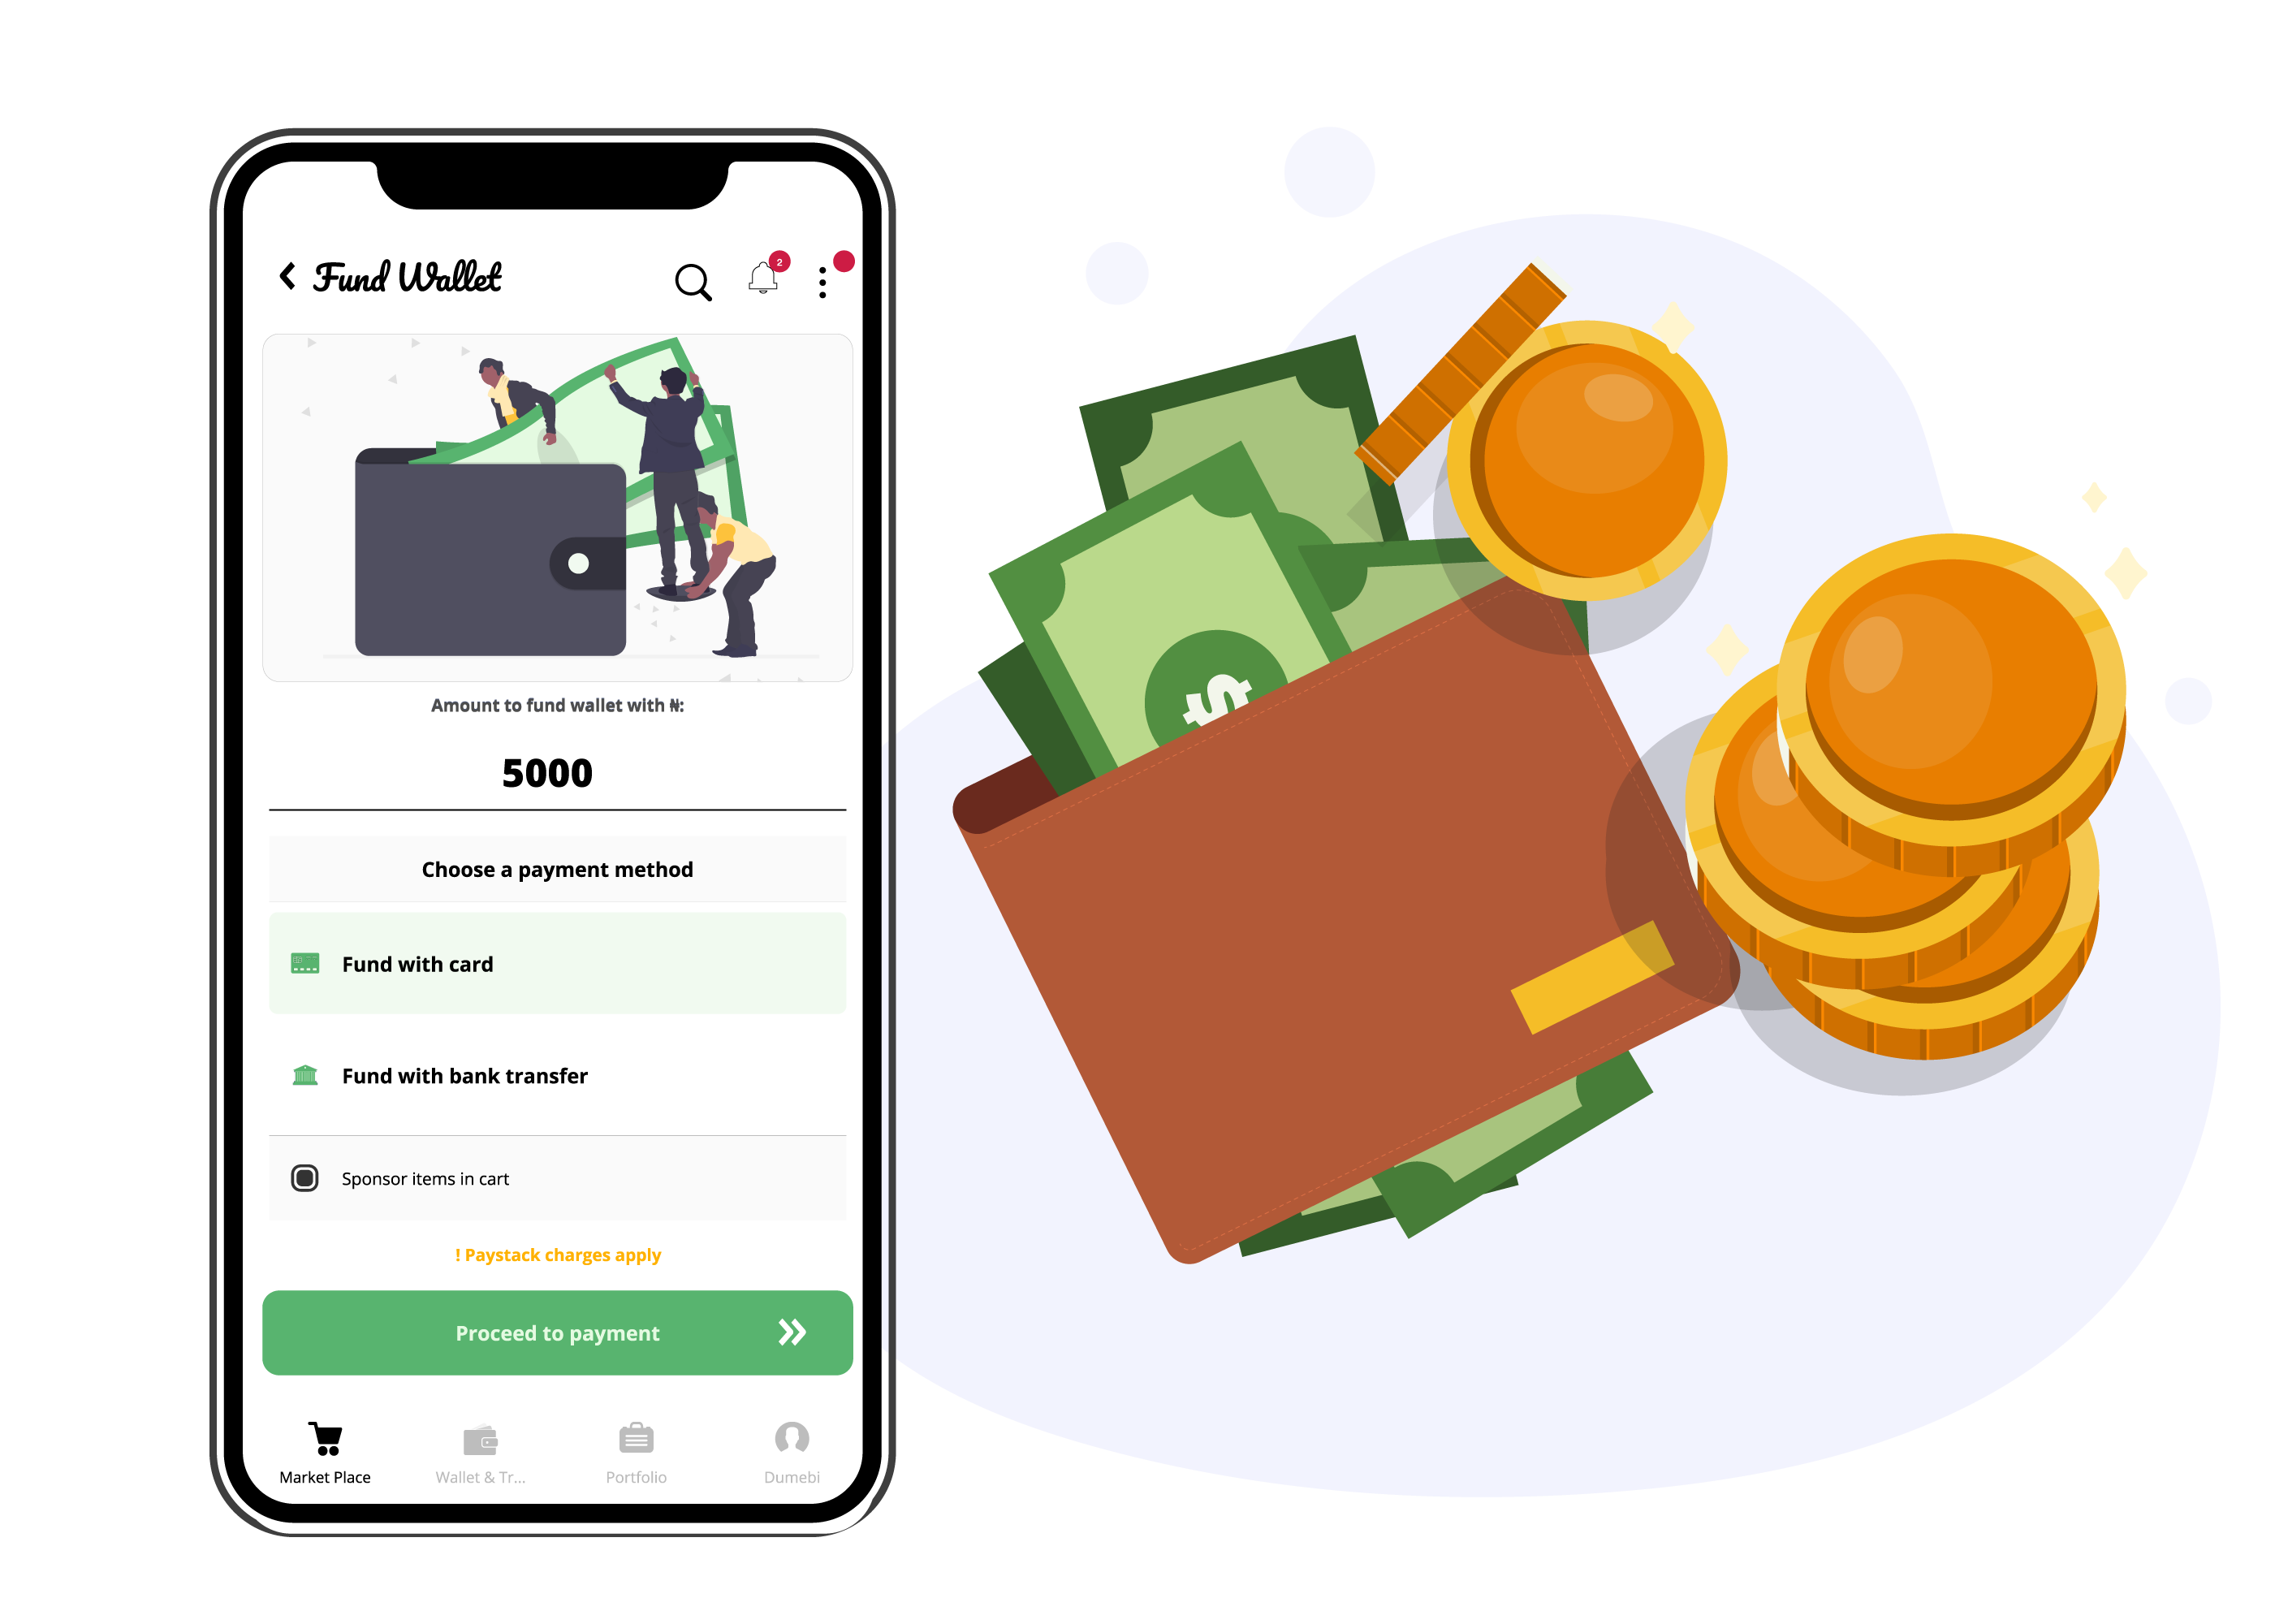 Fund Wallet
2
Amount to fund wallet with ₦:
5000
Choose a payment method
Fund with card
Fund with bank transfer
Sponsor items in cart
! Paystack charges apply
Proceed to payment
Market Place
Wallet & Tr...
Portfolio
Dumebi
$